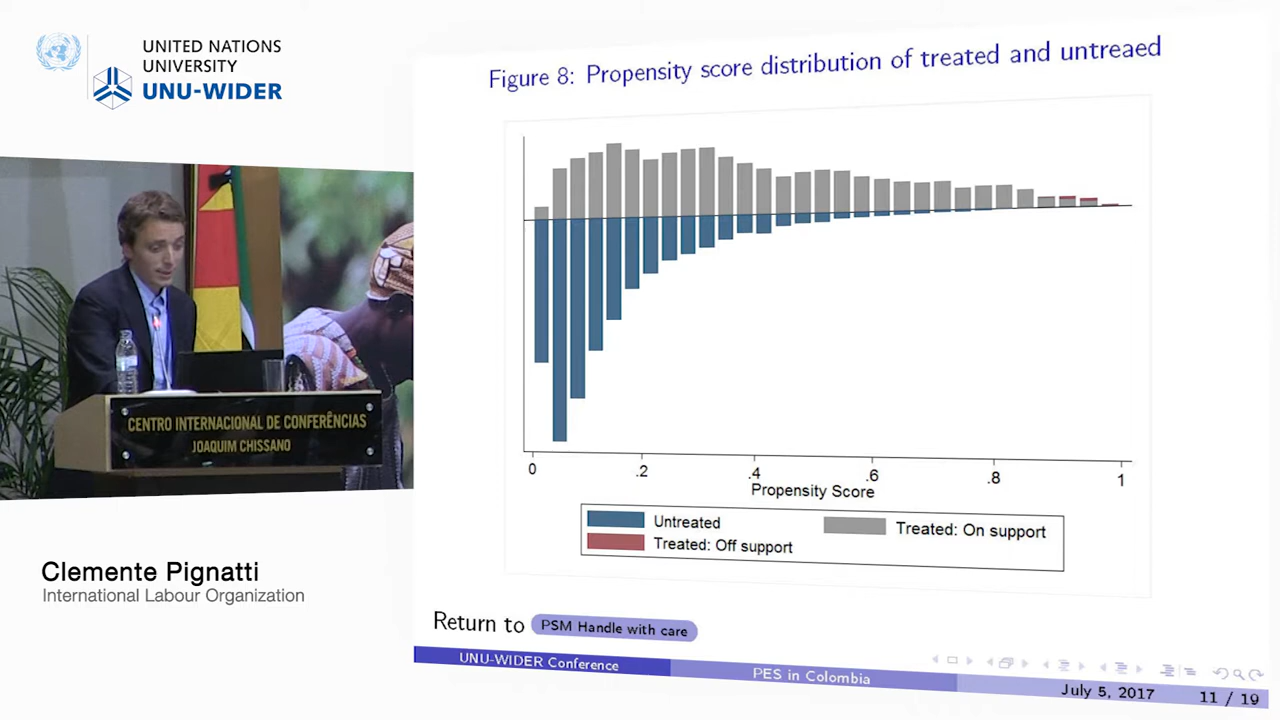 UNITED NATIONS
UNIVERSITY
UNU-WIDER
Figure 8: Propensity score distribution of treated and untreaed
0
.2
.4
.6
.8
1
Propensity Score
Untreated
Treated: On support
Treated: Off support
CENTRO INTERNACIONAL DE CONFERÊNCIAS
JOAQUIM CHISSANO
Clemente Pignatti
International Labour Organization
Return to PSM Handle with care
UNU-WIDER Conference
PES in Colombia
July 5, 2017
11 / 19